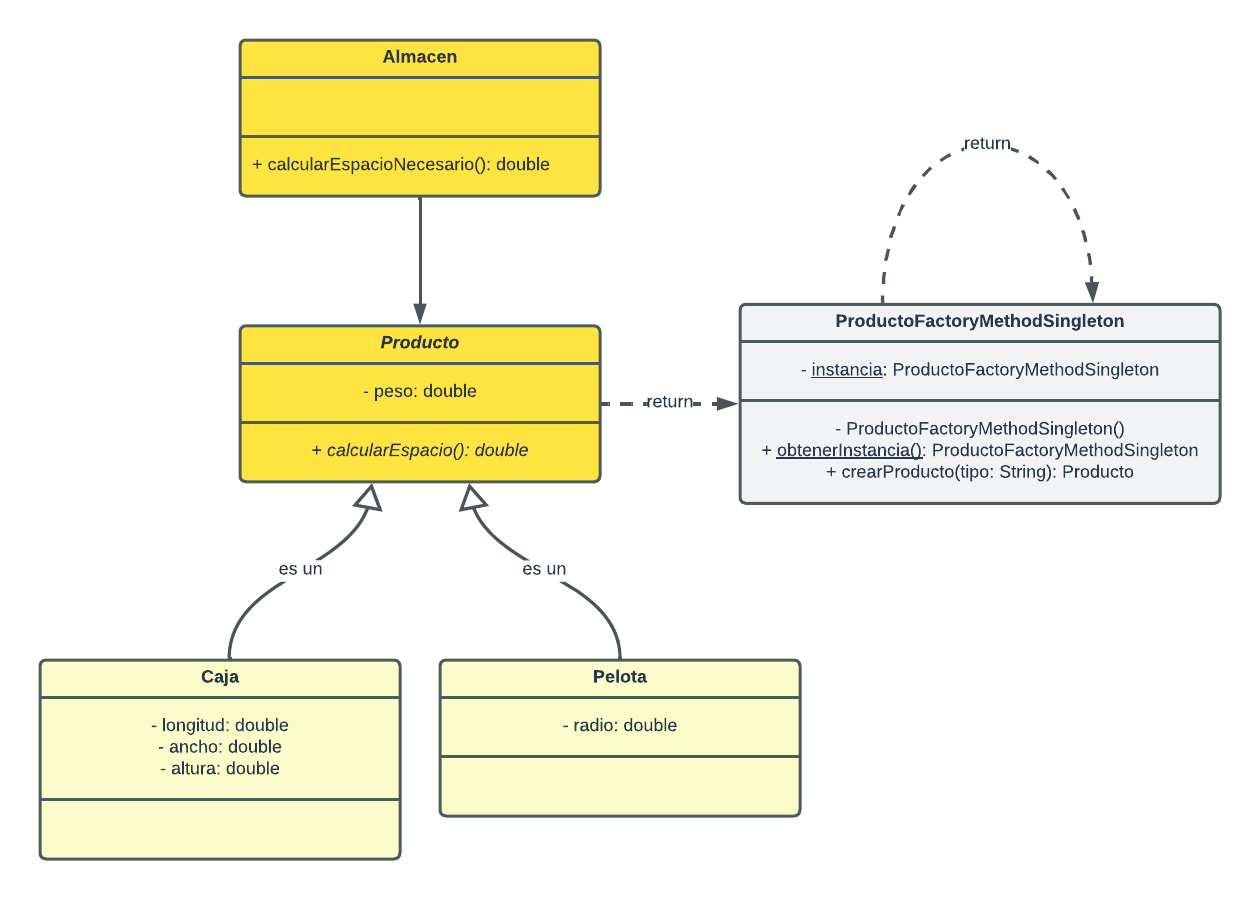 Almacen
+ calcularEspacioNecesario(): double
return
Producto
- peso: double
+ calcularEspacio(): double
return
ProductoFactoryMethodSingleton
- instancia: ProductoFactoryMethodSingleton
- ProductoFactoryMethodSingleton()
+ obtenerInstancia(): ProductoFactoryMethodSingleton
+ crearProducto(tipo: String): Producto
es un
es un
Caja
- longitud: double
- ancho: double
- altura: double
Pelota
- radio: double